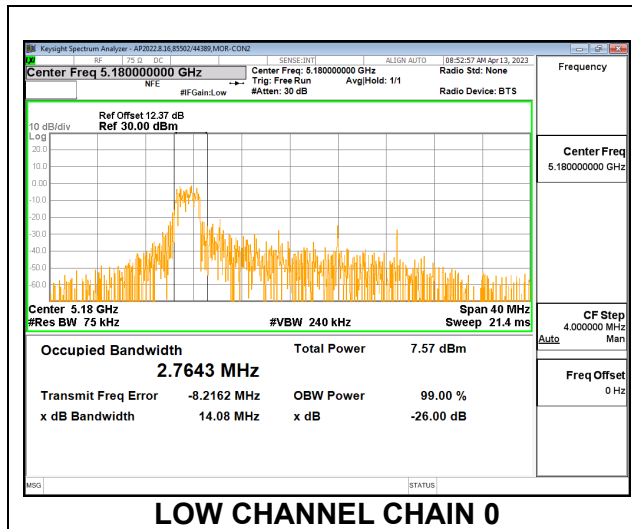 Keysight Spectrum Analyzer - AP2022.8.16,85502/44389,MOR-CON2
LXI RF 75 Ω DC SENSE:INT ALIGN AUTO 08:52:57 AM Apr 13, 2023
Center Freq 5.180000000 GHz Center Freq: 5.180000000 GHz Radio Std: None
NFE Trig: Free Run Avg|Hold: 1/1
#IFGain:Low #Atten: 30 dB Radio Device: BTS
Frequency
Ref Offset 12.37 dB
10 dB/div Ref 30.00 dBm
Log
20.0
10.0
0.00
-10.0
-20.0
-30.0
-40.0
-50.0
-60.0
Center 5.18 GHz Span 40 MHz
#Res BW 75 kHz #VBW 240 kHz Sweep 21.4 ms
Center Freq
5.180000000 GHz
CF Step
4.000000 MHz
Auto Man
Freq Offset
0 Hz
Occupied Bandwidth Total Power 7.57 dBm
2.7643 MHz
Transmit Freq Error -8.2162 MHz OBW Power 99.00 %
x dB Bandwidth 14.08 MHz x dB -26.00 dB
MSG STATUS
LOW CHANNEL CHAIN 0